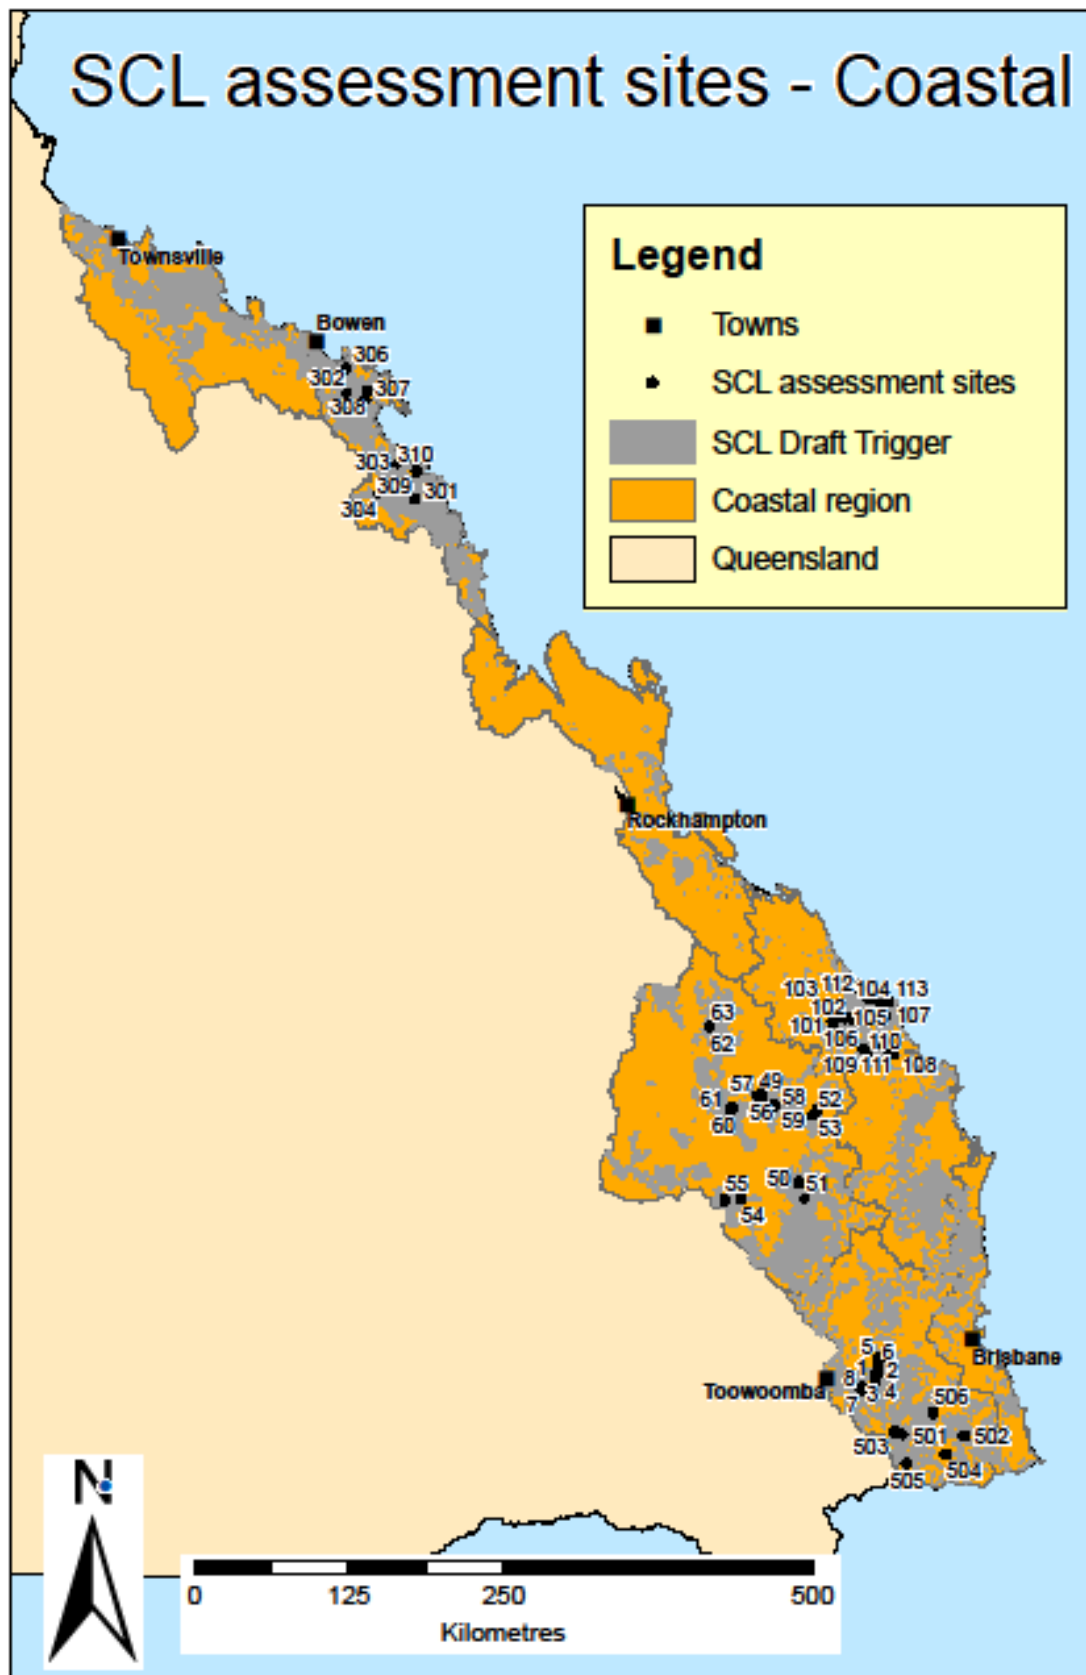 SCL assessment sites - Coastal
Legend
Towns
SCL assessment sites
SCL Draft Trigger
Coastal region
Queensland
Townsville
Bowen
306
302
307
308
303 310
309 301
304
Rockhampton
103 112 104 113
102 105 107
101
106 110
109 111 108
63
62
57 49
61 58 52
56 59 53
60
50 51
55
54
Brisbane
5 6
1 2
8 3 4
7
Toowoomba
506
503 501 502
504
505
N
0 125 250 500
Kilometres